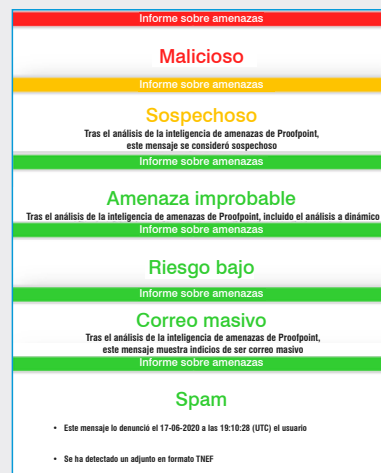 Informe sobre amenazas
Malicioso
Informe sobre amenazas
Sospechoso
Tras el análisis de la inteligencia de amenazas de Proofpoint,
este mensaje se consideró sospechoso
Informe sobre amenazas
Amenaza improbable
Tras el análisis de la inteligencia de amenazas de Proofpoint, incluido el análisis a dinámico
Informe sobre amenazas
Riesgo bajo
Informe sobre amenazas
Correo masivo
Tras el análisis de la inteligencia de amenazas de Proofpoint,
este mensaje muestra indicios de ser correo masivo
Informe sobre amenazas
Spam
• Este mensaje lo denunció el 17-06-2020 a las 19:10:28 (UTC) el usuario
• Se ha detectado un adjunto en formato TNEF